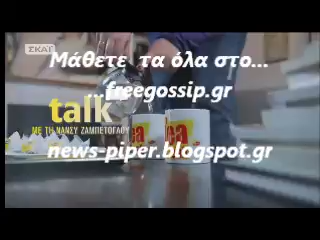 ΣΚΑΪ
Μάθετε τα όλα στο...
...freegossip.gr
talk
ΜΕ ΤΗ ΝΑΝΣΥ ΖΑΜΠΕΤΟΓΛΟΥ
news-piper.blogspot.gr